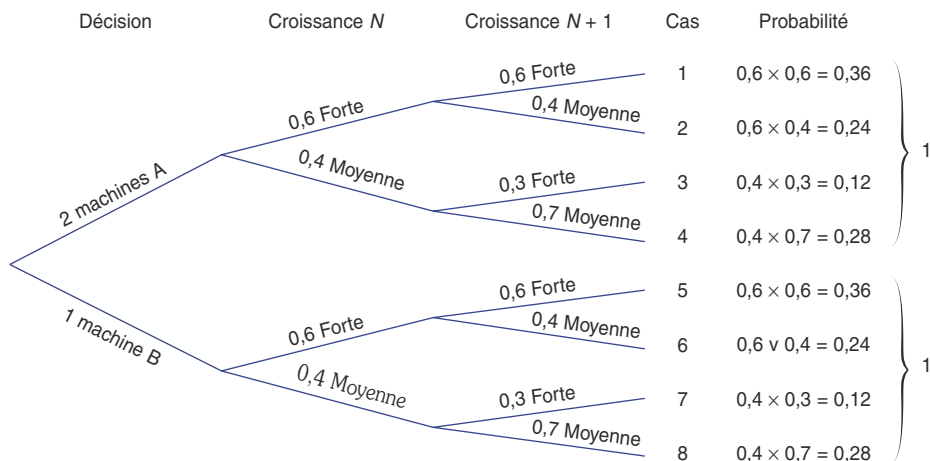 Décision Croissance N Croissance N + 1 Cas Probabilité
0,6 Forte 1 0,6 × 0,6 = 0,36
0,6 Forte
0,4 Moyenne
2 0,6 × 0,4 = 0,24
2 machines A
0,4 Moyenne
1
0,3 Forte 3 0,4 × 0,3 = 0,12
0,7 Moyenne
4 0,4 × 0,7 = 0,28
0,6 Forte 5 0,6 × 0,6 = 0,36
1 machine B
0,6 Forte
0,4 Moyenne
6 0,6 v 0,4 = 0,24
1
0,4 Moyenne
0,3 Forte 7 0,4 × 0,3 = 0,12
0,7 Moyenne
8 0,4 × 0,7 = 0,28